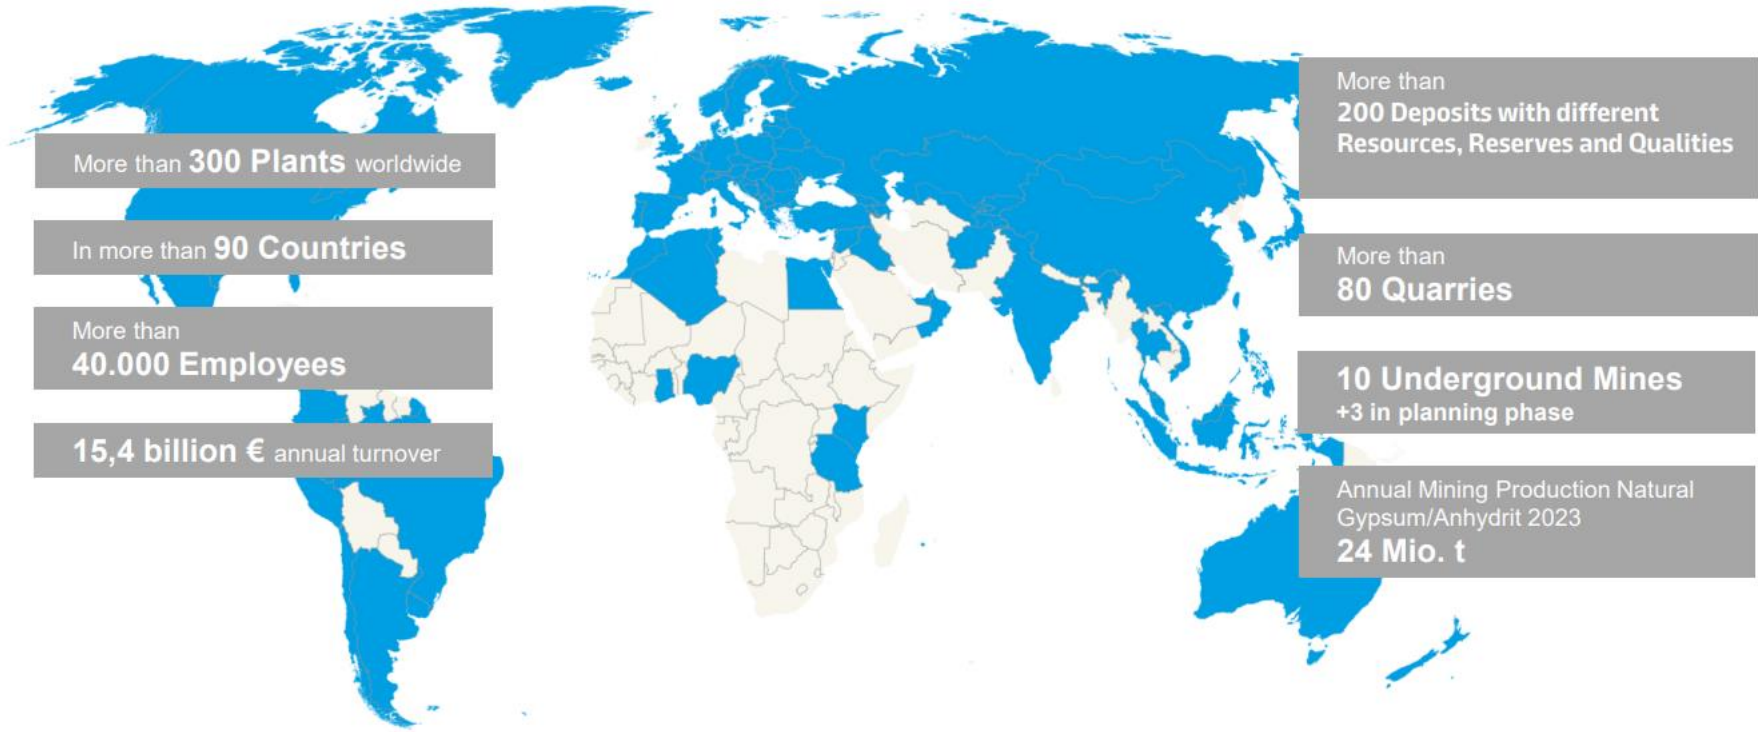 More than 300 Plants worldwide
In more than 90 Countries
More than
40.000 Employees
15,4 billion € annual turnover
More than
200 Deposits with different
Resources, Reserves and Qualities
More than
80 Quarries
10 Underground Mines
+3 in planning phase
Annual Mining Production Natural
Gypsum/Anhydrit 2023
24 Mio. t